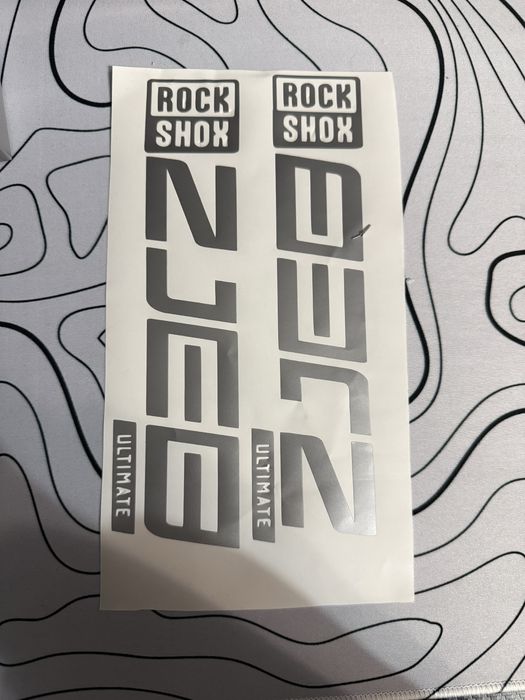 ROCK
SHOX
ZEB
ULTIMATE
ROCK
SHOX
ZEB
ULTIMATE